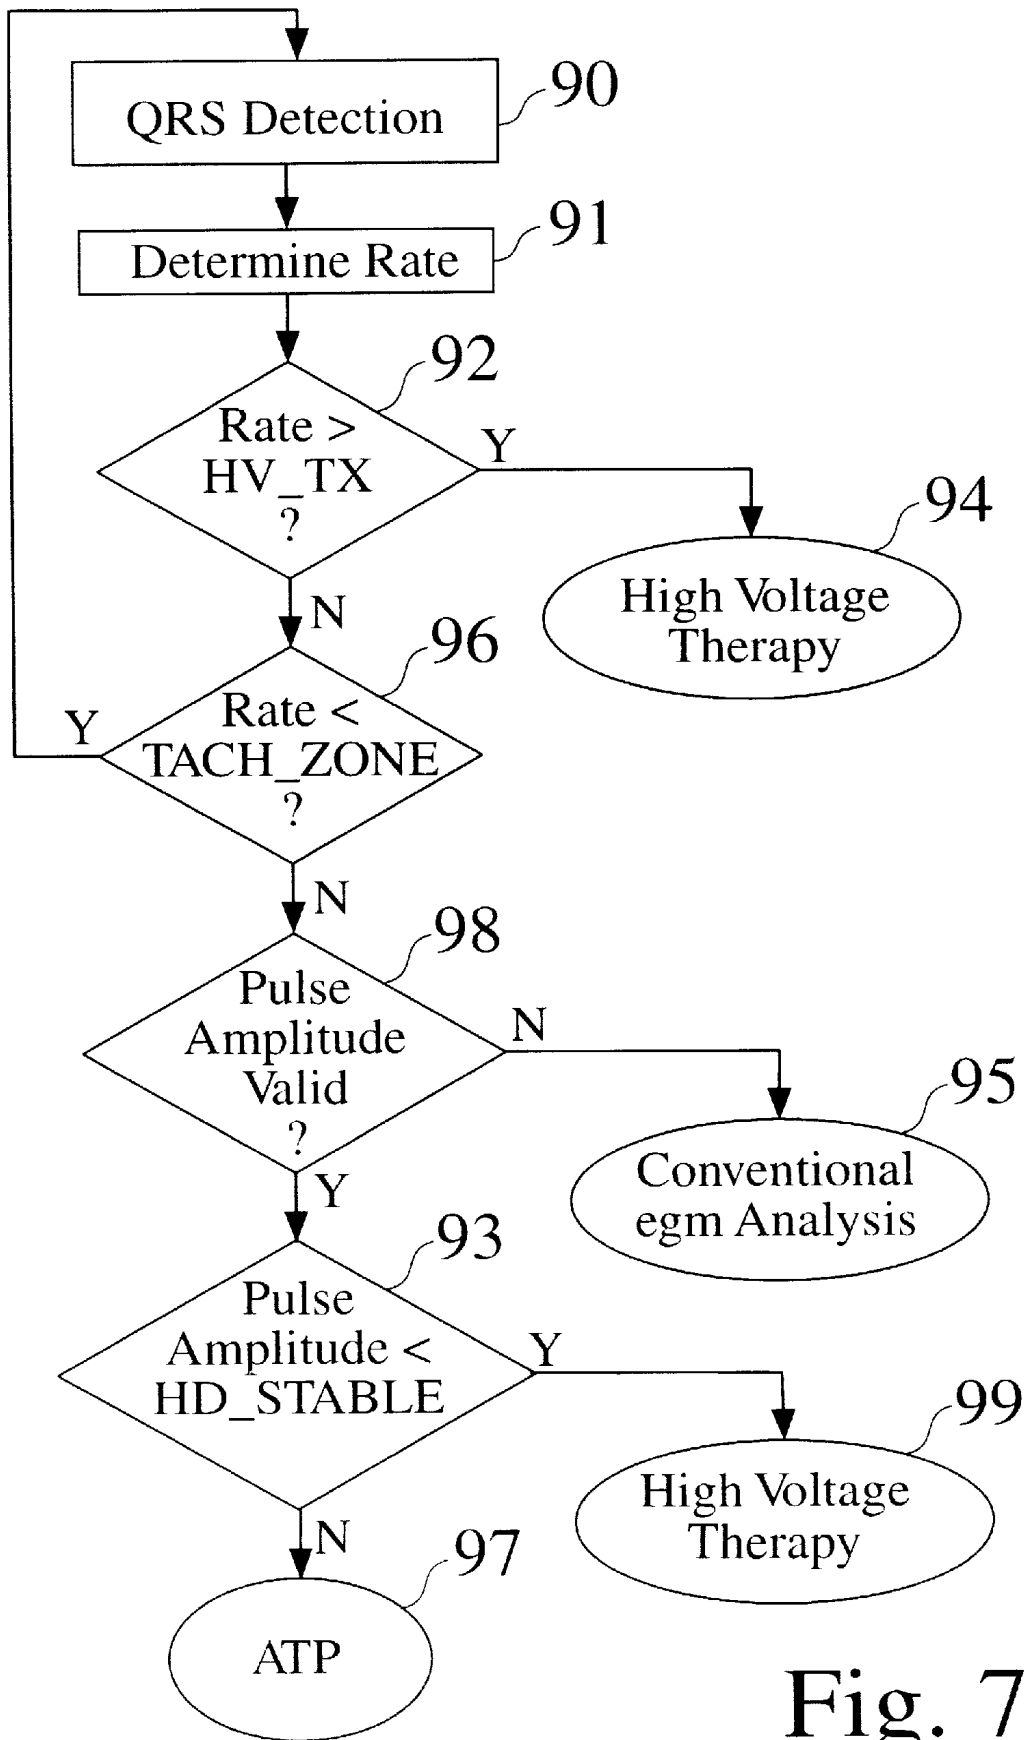 90
QRS Detection
91
Determine Rate
92
Rate >
HV_TX
?
Y
94
High Voltage
Therapy
N
96
Rate <
TACH_ZONE
?
Y
N
98
Pulse
Amplitude
Valid
?
N
95
Conventional
egm Analysis
Y
93
Pulse
Amplitude <
HD_STABLE
Y
99
High Voltage
Therapy
N
97
ATP
Fig. 7